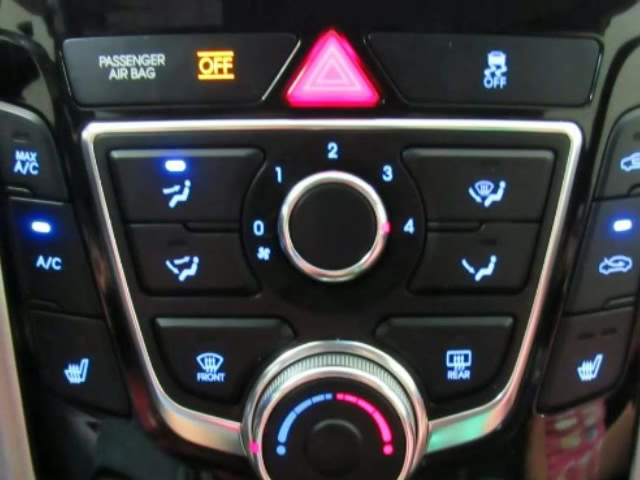 PASSENGER
AIR BAG
OFF
OFF
MAX
A/C
2
1
3
0
4
A/C
FRONT
REAR